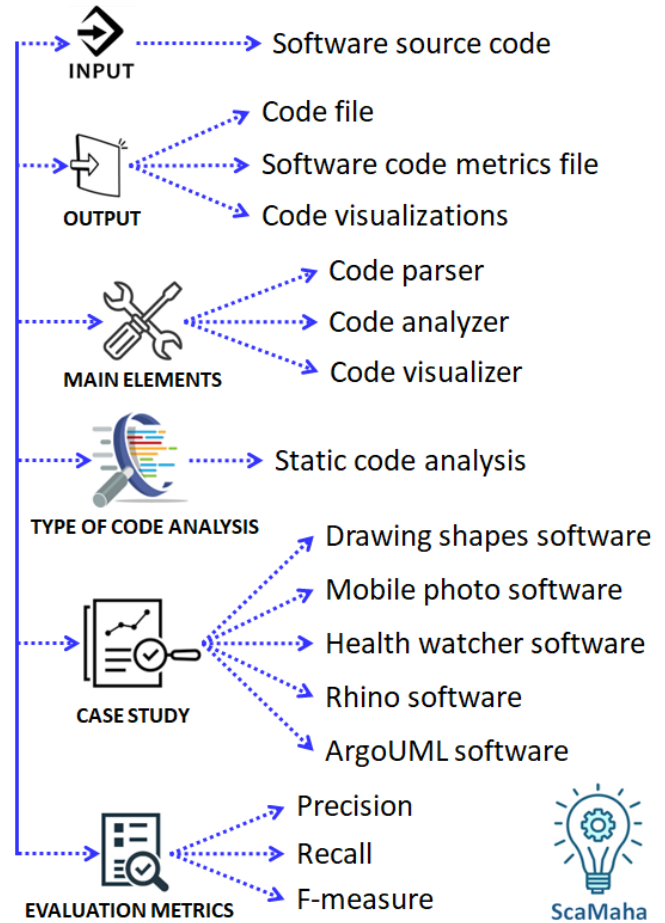 INPUT
Software source code
OUTPUT
Code file
Software code metrics file
Code visualizations
MAIN ELEMENTS
Code parser
Code analyzer
Code visualizer
TYPE OF CODE ANALYSIS
Static code analysis
CASE STUDY
Drawing shapes software
Mobile photo software
Health watcher software
Rhino software
ArgoUML software
EVALUATION METRICS
Precision
Recall
F-measure
ScaMaha